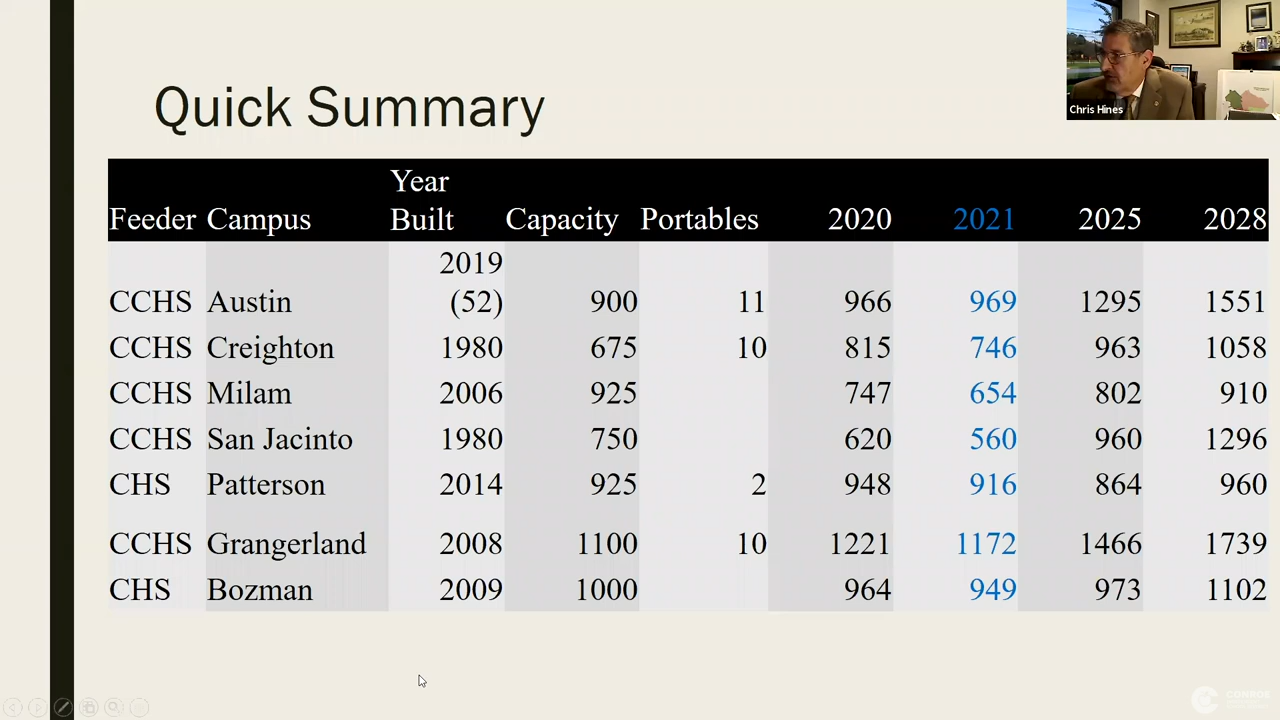 Quick Summary
Chris Hines
Feeder Campus Year Built Capacity Portables 2020 2021 2025 2028
CCHS Austin 2019 (52) 900 11 966 969 1295 1551
CCHS Creighton 1980 675 10 815 746 963 1058
CCHS Milam 2006 925 747 654 802 910
CCHS San Jacinto 1980 750 620 560 960 1296
CHS Patterson 2014 925 2 948 916 864 960
CCHS Grangerland 2008 1100 10 1221 1172 1466 1739
CHS Bozman 2009 1000 964 949 973 1102
CONROE